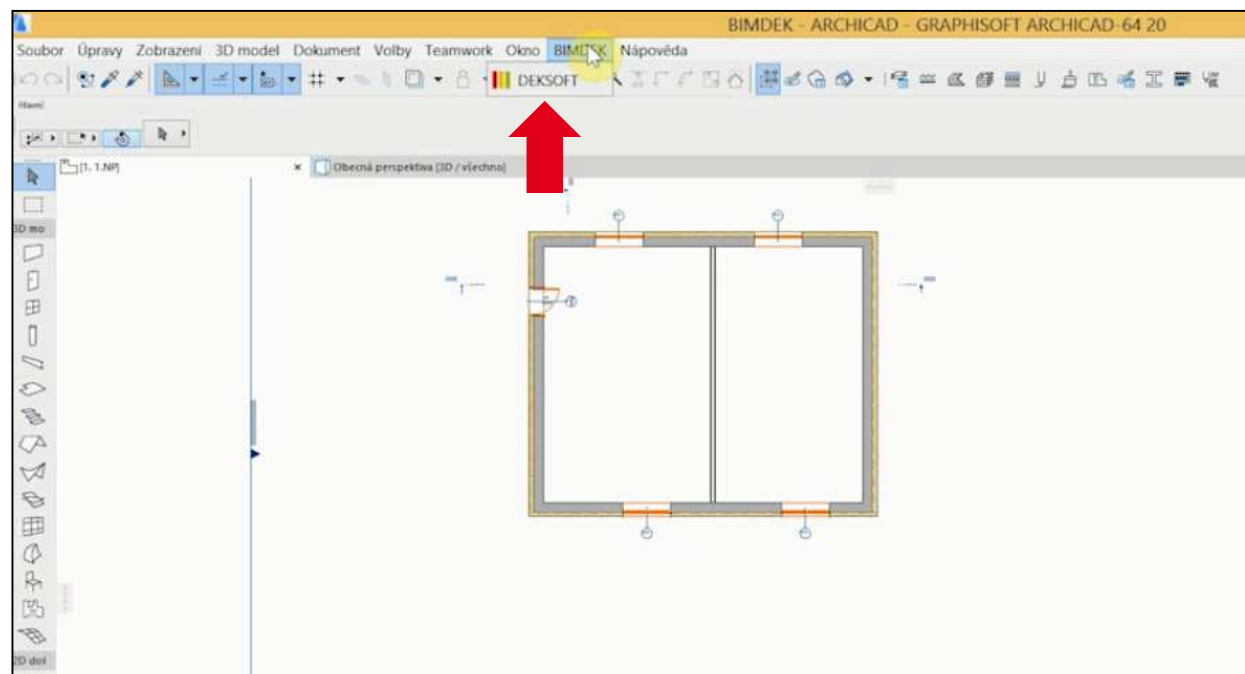 BIMDEK - ARCHICAD - GRAPHISOFT ARCHICAD-64 20
Soubor Úpravy Zobrazení 3D model Dokument Volby Teamwork Okno BIMDEK Nápověda
DEKSOFT
Hlavní:
[1. 1.NP]
Obecná perspektiva [3D / všechno]
3D mo
2D dol